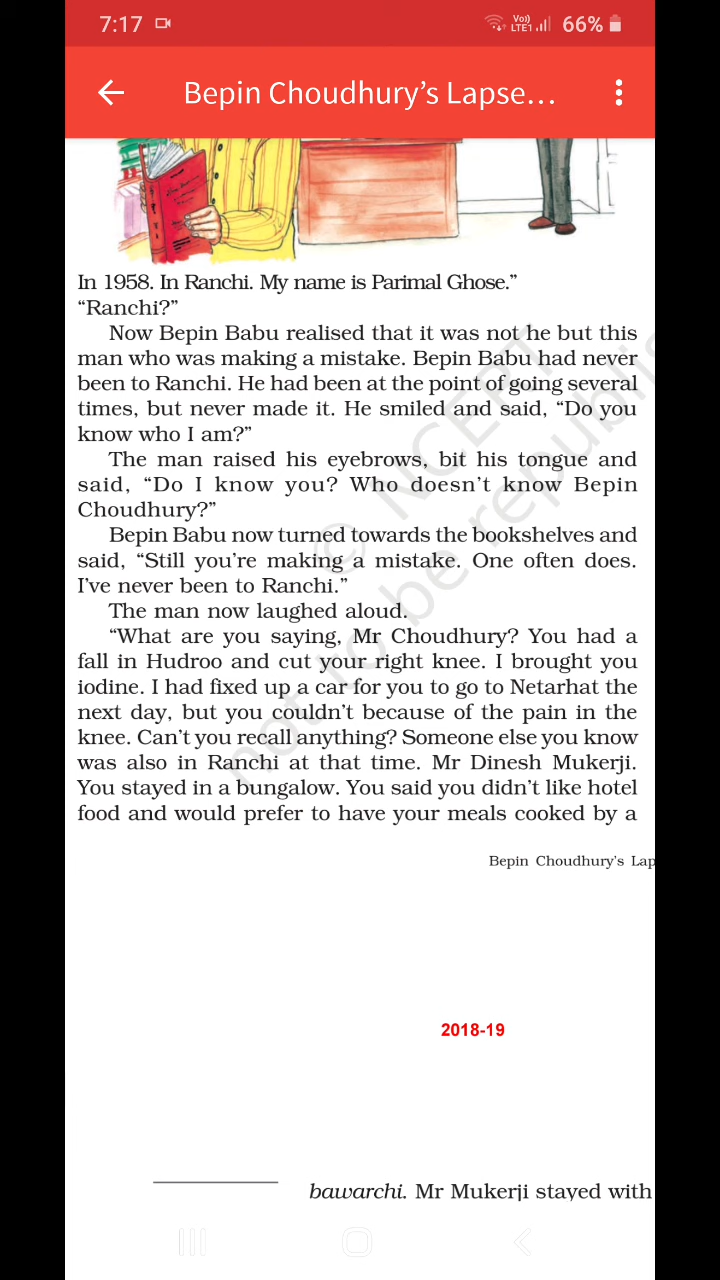 7:17
Vo))
LTE1
66%
Bepin Choudhury's Lapse...
In 1958. In Ranchi. My name is Parimal Ghose."
"Ranchi?"
Now Bepin Babu realised that it was not he but this
man who was making a mistake. Bepin Babu had never
been to Ranchi. He had been at the point of going several
times, but never made it. He smiled and said, "Do you
know who I am?"
The man raised his eyebrows, bit his tongue and
said, "Do I know you? Who doesn't know Bepin
Choudhury?"
Bepin Babu now turned towards the bookshelves and
said, "Still you're making a mistake. One often does.
I've never been to Ranchi."
The man now laughed aloud.
"What are you saying, Mr Choudhury? You had a
fall in Hudroo and cut your right knee. I brought you
iodine. I had fixed up a car for you to go to Netarhat the
next day, but you couldn't because of the pain in the
knee. Can't you recall anything? Someone else you know
was also in Ranchi at that time. Mr Dinesh Mukerji.
You stayed in a bungalow. You said you didn't like hotel
food and would prefer to have your meals cooked by a
Bepin Choudhury's Lap
2018-19
bawarchi. Mr Mukerji stayed with
© NCERT
not to be republis